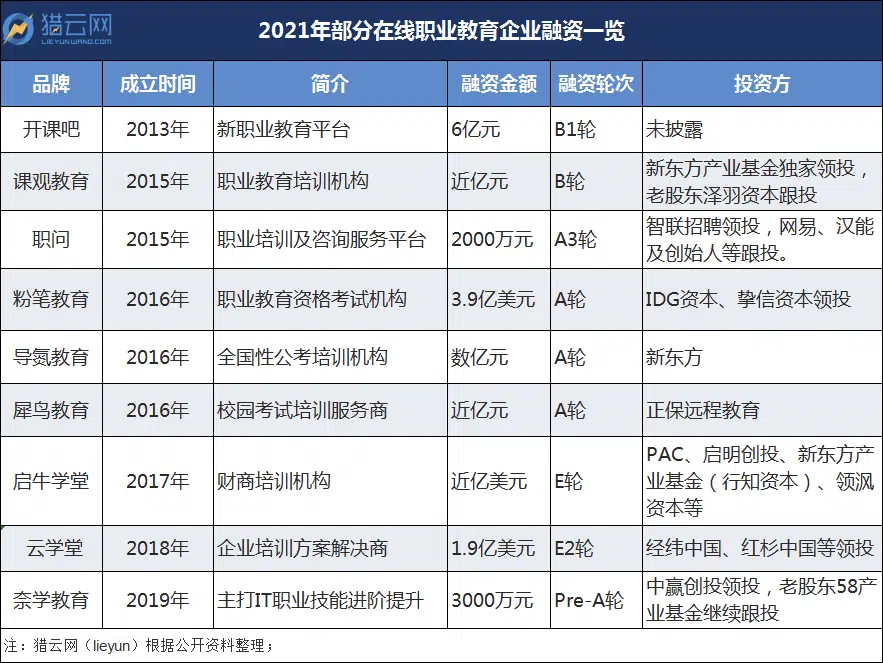 猎云网
LIEYUNWANG.COM
2021年部分在线职业教育企业融资一览
品牌 成立时间 简介 融资金额 融资轮次 投资方
开课吧 2013年 新职业教育平台 6亿元 B1轮 未披露
课观教育 2015年 职业教育培训机构 近亿元 B轮 新东方产业基金独家领投，
老股东泽羽资本跟投
职问 2015年 职业培训及咨询服务平台 2000万元 A3轮 智联招聘领投，网易、汉能
及创始人等跟投。
粉笔教育 2016年 职业教育资格考试机构 3.9亿美元 A轮 IDG资本、挚信资本领投
导氮教育 2016年 全国性公考培训机构 数亿元 A轮 新东方
犀鸟教育 2016年 校园考试培训服务商 近亿元 A轮 正保远程教育
启牛学堂 2017年 财商培训机构 近亿美元 E轮 PAC、启明创投、新东方产
业基金（行知资本）、领沨
资本等
云学堂 2018年 企业培训方案解决商 1.9亿美元 E2轮 经纬中国、红杉中国等领投
奈学教育 2019年 主打IT职业技能进阶提升 3000万元 Pre-A轮 中赢创投领投，老股东58产
业基金继续跟投
注：猎云网（lieyun）根据公开资料整理；